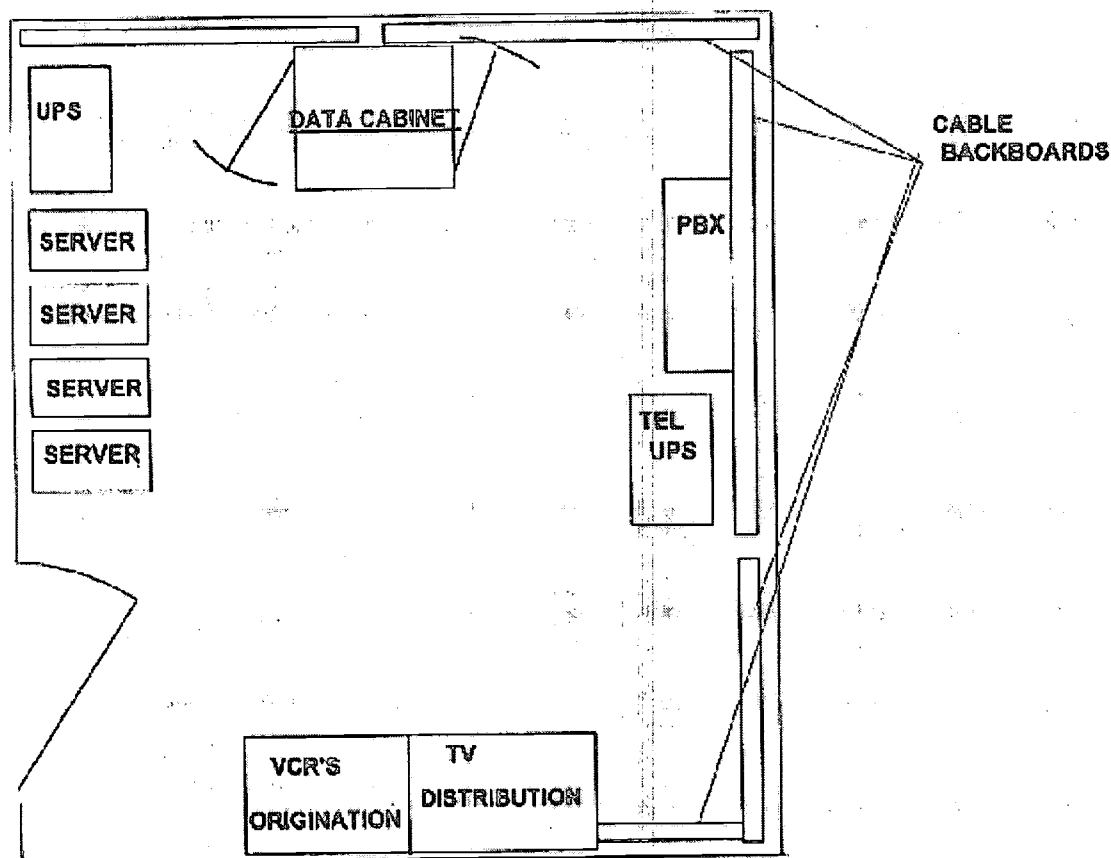 UPS
DATA CABINET
CABLE
BACKBOARDS
SERVER
PBX
SERVER
SERVER
SERVER
TEL
UPS
VCR'S
ORIGINATION
TV
DISTRIBUTION